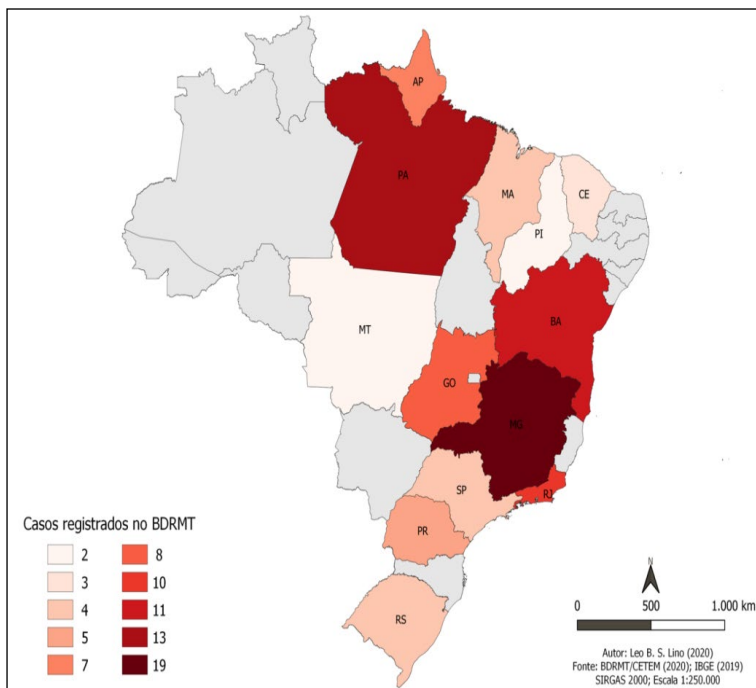 AP
PA
MA
CE
PI
BA
MT
GO
MG
SP
RJ
PR
RS
Casos registrados no BDRMT
2
3
4
5
7
8
10
11
13
19
N
0 500 1.000 km
Autor: Leo B. S. Lino (2020)
Fonte: BDRMT/CETEM (2020); IBGE (2019)
SIRGAS 2000; Escala 1:250.000